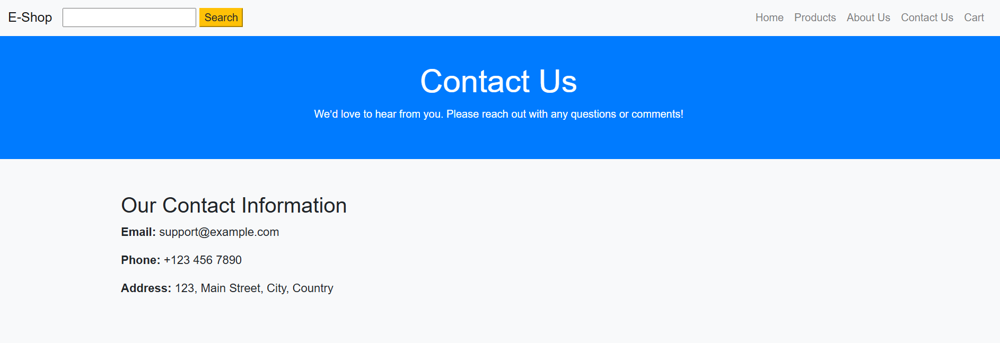 E-Shop Search Home Products About Us Contact Us Cart
Contact Us
We’d love to hear from you. Please reach out with any questions or comments!
Our Contact Information
Email: support@example.com
Phone: +123 456 7890
Address: 123, Main Street, City, Country